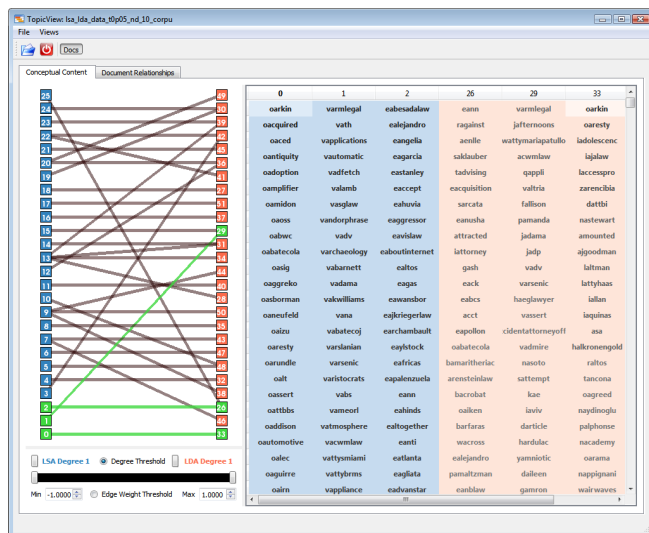 TopicView: lsa_lda_data_t0p05_nd_10_corpu
File Views
Docs
Conceptual Content Document Relationships
25 49
24 30
23 39
22 42
21 45
20 36
19 41
18 27
17 51
16 37
15 29
14 31
13 34
12 44
11 40
10 28
9 50
8 35
7 43
6 47
5 48
4 32
3 38
2 26
1 46
0 33
LSA Degree 1 Degree Threshold LDA Degree 1
Min -1.0000 Edge Weight Threshold Max 1.0000
0 1 2 26 29 33
oarkin varmlegal eabesadalaw eann varmlegal oarkin
oacquired vath ealejandro ragainst jafternoons oaresty
oaced vapplications eangelia aenlle wattymariapatullo iadolescenc
oantiquity vautomatic eagarcia saklauber acwmlaw iajalaw
oadoption vadfetch eastanley tadvising qappli laccesspro
oamplifier valamb eaccept eacquisition valtria zarencibia
oamidon vasglaw eahuvia sarcata fallison dattbi
oaoss vandorphrase eaggressor eanusha pamanda nastewart
oabwc vadv eavislaw attracted jadama amounted
oabatecola varchaeology eaboutinternet iattorney jadp ajgoodman
oasig vabarnett ealtos gash vadv laltman
oaggreko vadama eagas eack varsenic lattyhaas
oasborman vakwilliams eawansbor eabcs haeglawyer iallan
oaneufeld vana eajkriegerlaw acct vassert iaquinas
oaizu vabatecoj earchambault eapollon cidentattorneyoff asa
oaresty varslanian eaylstock oabatecola vadmire halkronengold
oarundle varsenic eafricas bamaritheriac nasoto raltos
oalt varistocrats eapalenzuela arensteinlaw sattempt tancona
oassert vabs eann bacrobat kae oagreed
oattbbs vameorl eahinds oaiken iaviv naydinoglu
oaddison vatmosphere ealtogether barfaras darticle palphonse
oautomotive vacwmlaw eanti wacross hardulac nacademy
oalec vattysmiami eatlanta ealejandro yamniotic oarama
oaguirre vattybrms eagliata pamaltzman daileen nappignani
oairn vappliance eadvanstar eanblaw gamron wairwaves